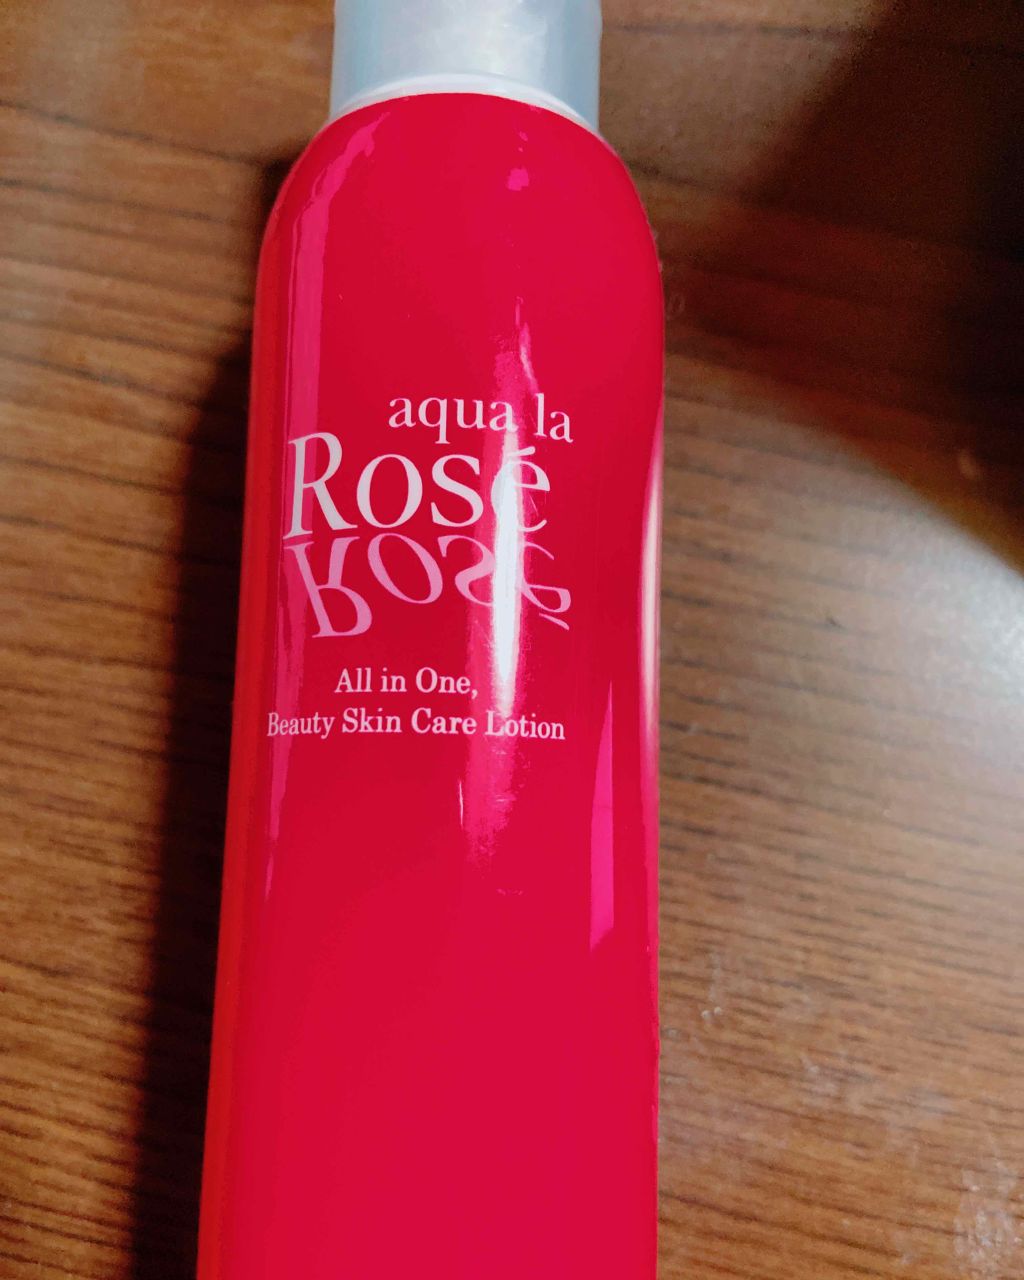 aqua la
Rosé
Rosé
All in One,
Beauty Skin Care Lotion